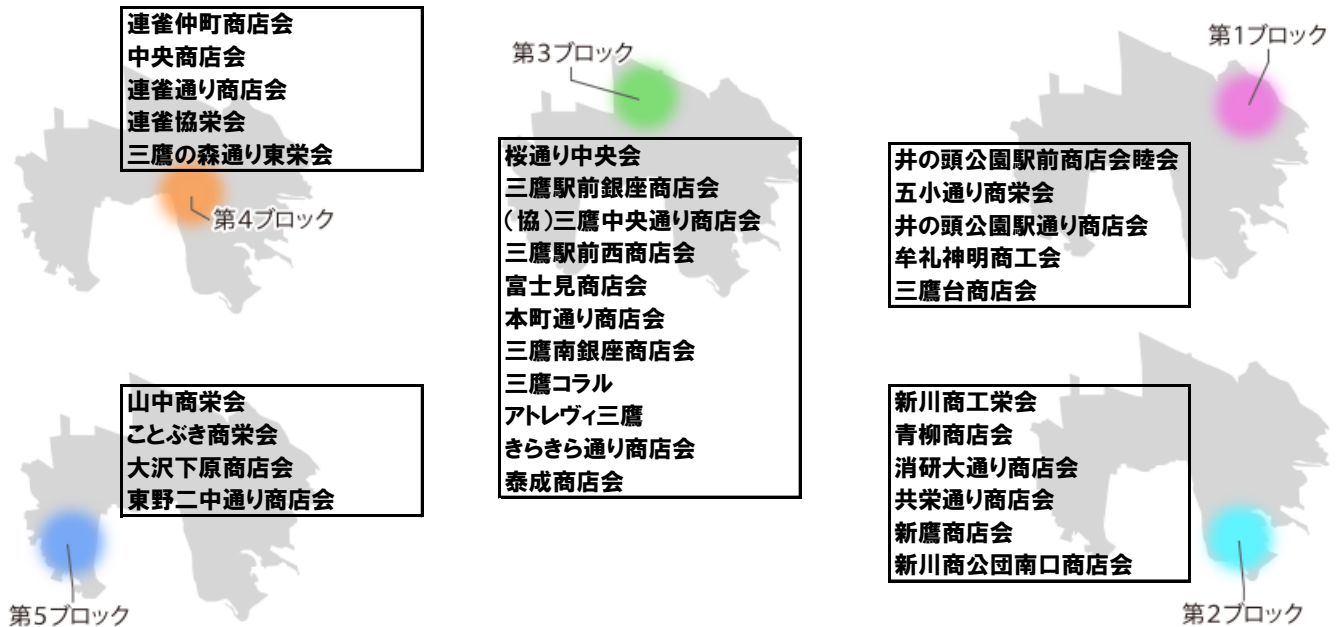 連雀仲町商店会
中央商店会
連雀通り商店会
連雀協栄会
三鷹の森通り東栄会
第4ブロック
第3ブロック
桜通り中央会
三鷹駅前銀座商店会
(協)三鷹中央通り商店会
三鷹駅前西商店会
富士見商店会
本町通り商店会
三鷹南銀座商店会
三鷹コラル
アトレヴィ三鷹
きらきら通り商店会
泰成商店会
第1ブロック
井の頭公園駅前商店会睦会
五小通り商栄会
井の頭公園駅通り商店会
牟礼神明商工会
三鷹台商店会
山中商栄会
ことぶき商栄会
大沢下原商店会
東野二中通り商店会
第5ブロック
新川商工栄会
青柳商店会
消研大通り商店会
共栄通り商店会
新鷹商店会
新川商公団南口商店会
第2ブロック